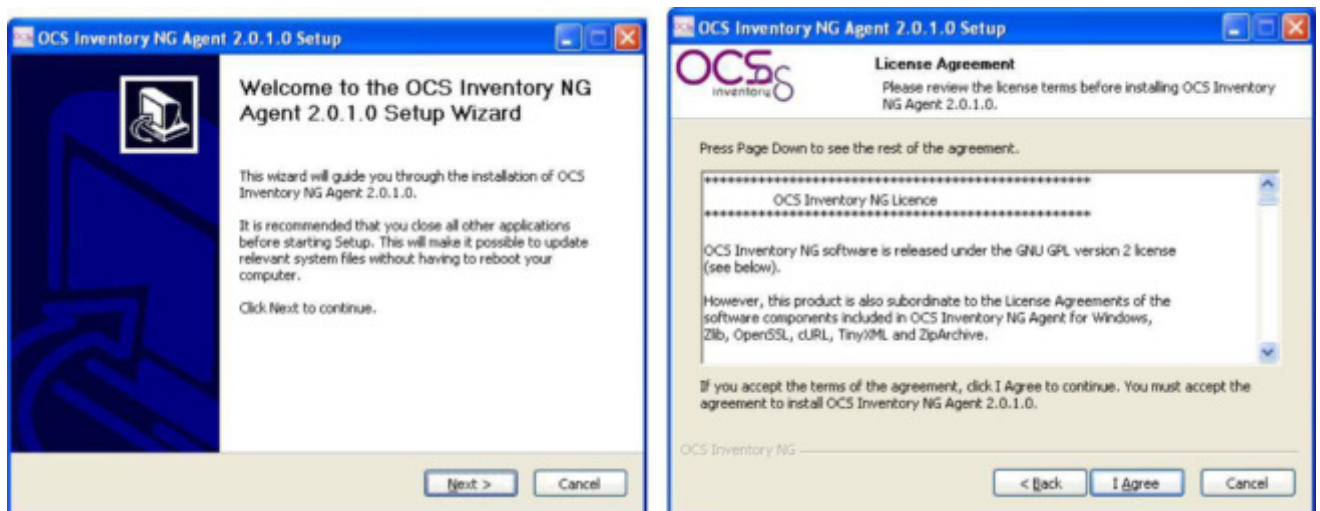 OCS Inventory NG Agent 2.0.1.0 Setup
Welcome to the OCS Inventory NG
Agent 2.0.1.0 Setup Wizard
This wizard will guide you through the installation of OCS
Inventory NG Agent 2.0.1.0.
It is recommended that you close all other applications
before starting Setup. This will make it possible to update
relevant system files without having to reboot your
computer.
Click Next to continue.
Next >
Cancel
OCS Inventory NG Agent 2.0.1.0 Setup
OCS
inventory
License Agreement
Please review the license terms before installing OCS Inventory
NG Agent 2.0.1.0.
Press Page Down to see the rest of the agreement.
**************************************************
OCS Inventory NG Licence
**************************************************
OCS Inventory NG software is released under the GNU GPL version 2 license
(see below).
However, this product is also subordinate to the License Agreements of the
software components included in OCS Inventory NG Agent for Windows,
Zlib, OpenSSL, cURL, TinyXML and ZipArchive.
If you accept the terms of the agreement, click I Agree to continue. You must accept the
agreement to install OCS Inventory NG Agent 2.0.1.0.
OCS Inventory NG
< Back
I Agree
Cancel